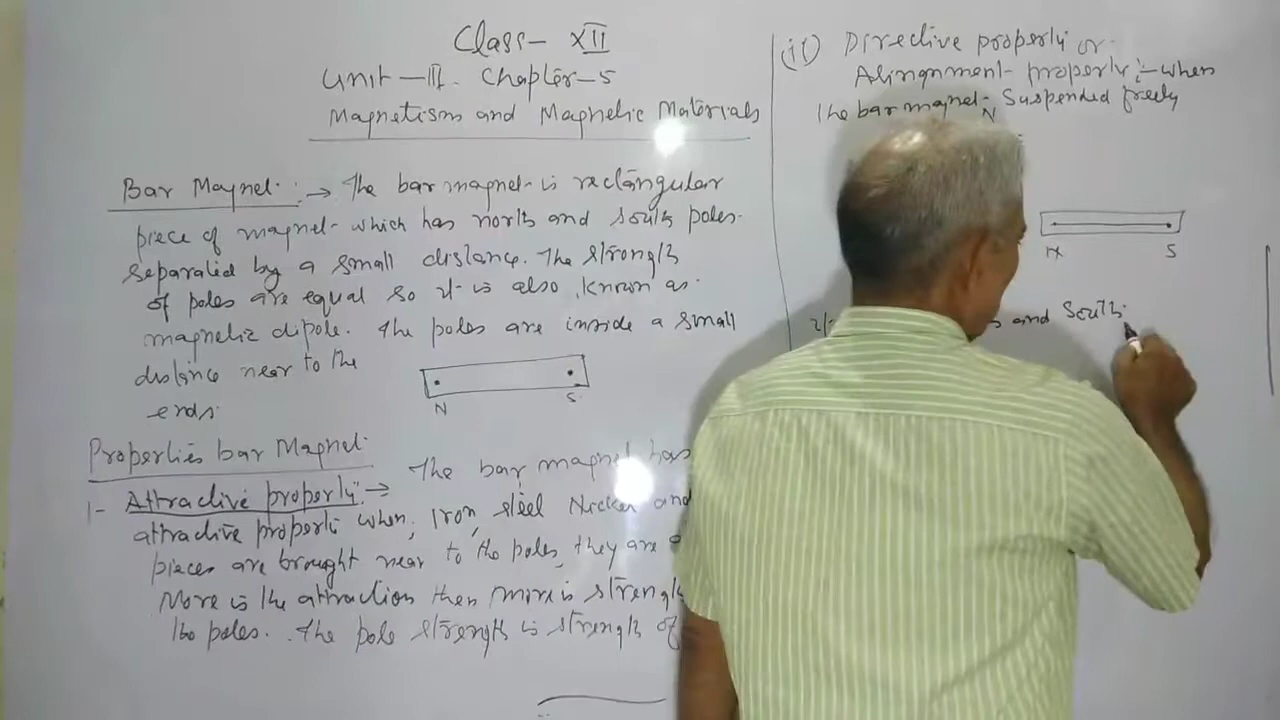 Class- XII
Unit - III. Chapter-5
Magnetism and Magnetic Materials
Bar Magnet :→ The bar magnet is rectangular
piece of magnet which has north and south poles
separated by a small distance. The strength
of poles are equal so it is also known as
magnetic dipole. The poles are inside a small
distance near to the
ends.
N S
Properties bar Magnet
1- Attractive property :→ The bar magnet has
attractive property when, Iron, steel Nickel and
pieces are brought near to the poles, they are
More is the attraction then more is strength
the poles. The pole strength is strength of
(ii) Directive property or
Alingnment property :- when
the bar magnet Suspended freely
N
N S
and South